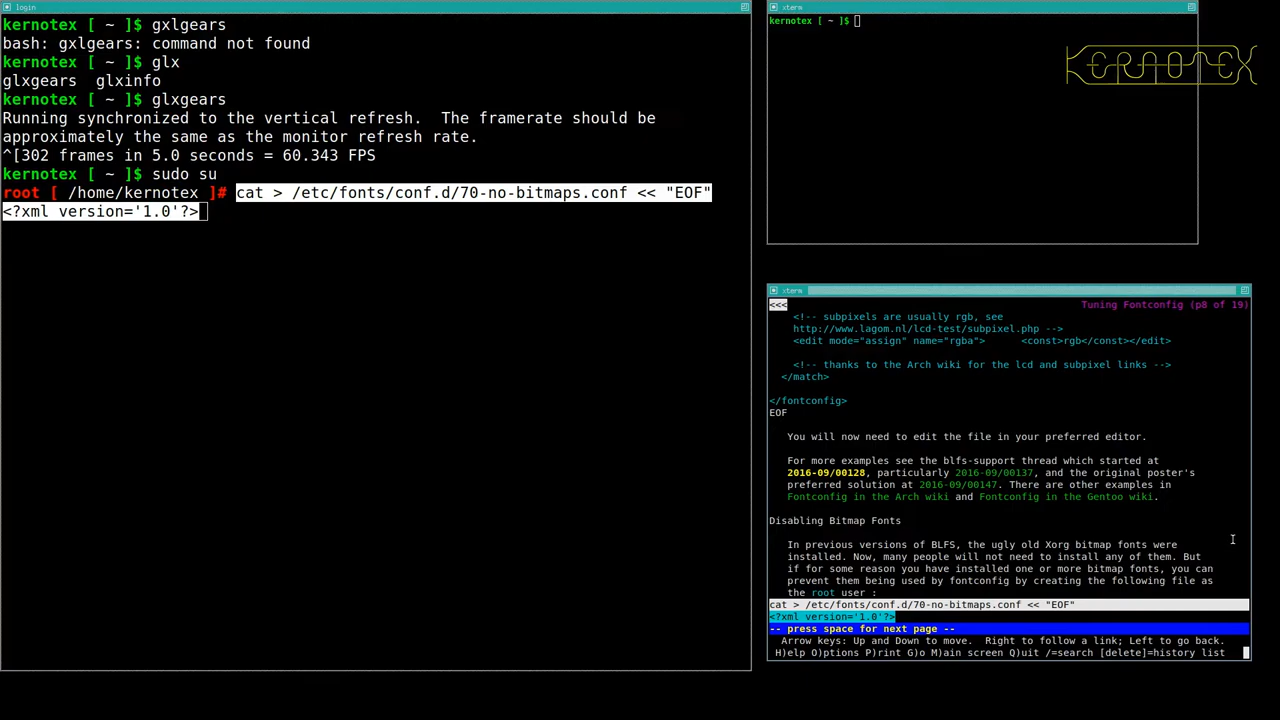 login
kernotex [ ~ ]$ gxlgears
bash: gxlgears: command not found
kernotex [ ~ ]$ glx
glxgears  glxinfo
kernotex [ ~ ]$ glxgears
Running synchronized to the vertical refresh.  The framerate should be
approximately the same as the monitor refresh rate.
^[302 frames in 5.0 seconds = 60.343 FPS
kernotex [ ~ ]$ sudo su
root [ /home/kernotex ]# cat > /etc/fonts/conf.d/70-no-bitmaps.conf << "EOF"
<?xml version='1.0'?>
xterm
kernotex [ ~ ]$
KERNOTEX
xterm
<<< Tuning Fontconfig (p8 of 19)
<!-- subpixels are usually rgb, see
http://www.lagom.nl/lcd-test/subpixel.php -->
<edit mode="assign" name="rgba">      <const>rgb</const></edit>
<!-- thanks to the Arch wiki for the lcd and subpixel links -->
</match>
</fontconfig>
EOF
You will now need to edit the file in your preferred editor.
For more examples see the blfs-support thread which started at
2016-09/00128, particularly 2016-09/00137, and the original poster's
preferred solution at 2016-09/00147. There are other examples in
Fontconfig in the Arch wiki and Fontconfig in the Gentoo wiki.
Disabling Bitmap Fonts
In previous versions of BLFS, the ugly old Xorg bitmap fonts were
installed. Now, many people will not need to install any of them. But
if for some reason you have installed one or more bitmap fonts, you can
prevent them being used by fontconfig by creating the following file as
the root user :
cat > /etc/fonts/conf.d/70-no-bitmaps.conf << "EOF"
<?xml version='1.0'?>
-- press space for next page --
Arrow keys: Up and Down to move.  Right to follow a link; Left to go back.
H)elp O)ptions P)rint G)o M)ain screen Q)uit /=search [delete]=history list